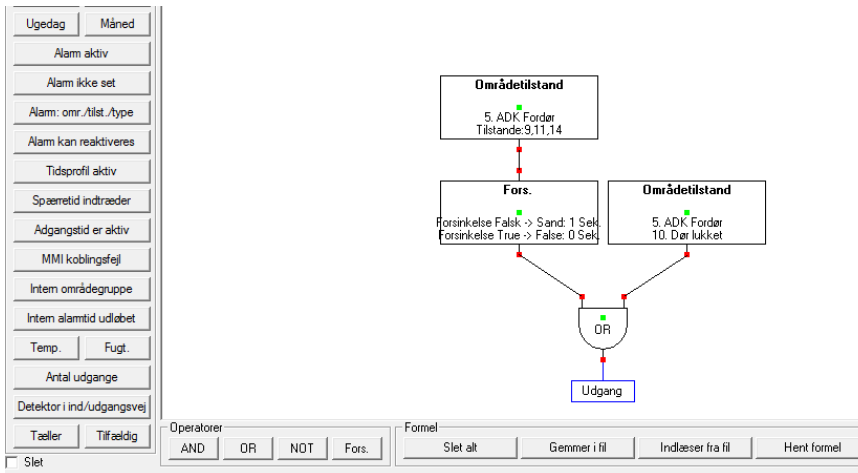 Ugedag Måned
Alarm aktiv
Alarm ikke set
Alarm: omr./tilst./type
Alarm kan reaktiveres
Tidsprofil aktiv
Spærretid indtræder
Adgangstid er aktiv
MMI koblingsfejl
Intern områdegruppe
Intern alarmtid udløbet
Temp. Fugt.
Antal udgange
Detektor i ind/udgangsvej
Tæller Tilfældig
Slet
Områdetilstand
5. ADK Fordør
Tilstande:9,11,14
Fors.
Forsinkelse Falsk -> Sand: 1 Sek.
Forsinkelse True -> False: 0 Sek.
Områdetilstand
5. ADK Fordør
10. Dør lukket
OR
Udgang
Operatorer
AND OR NOT Fors.
Formel
Slet alt Gemmer i fil Indlæser fra fil Hent formel